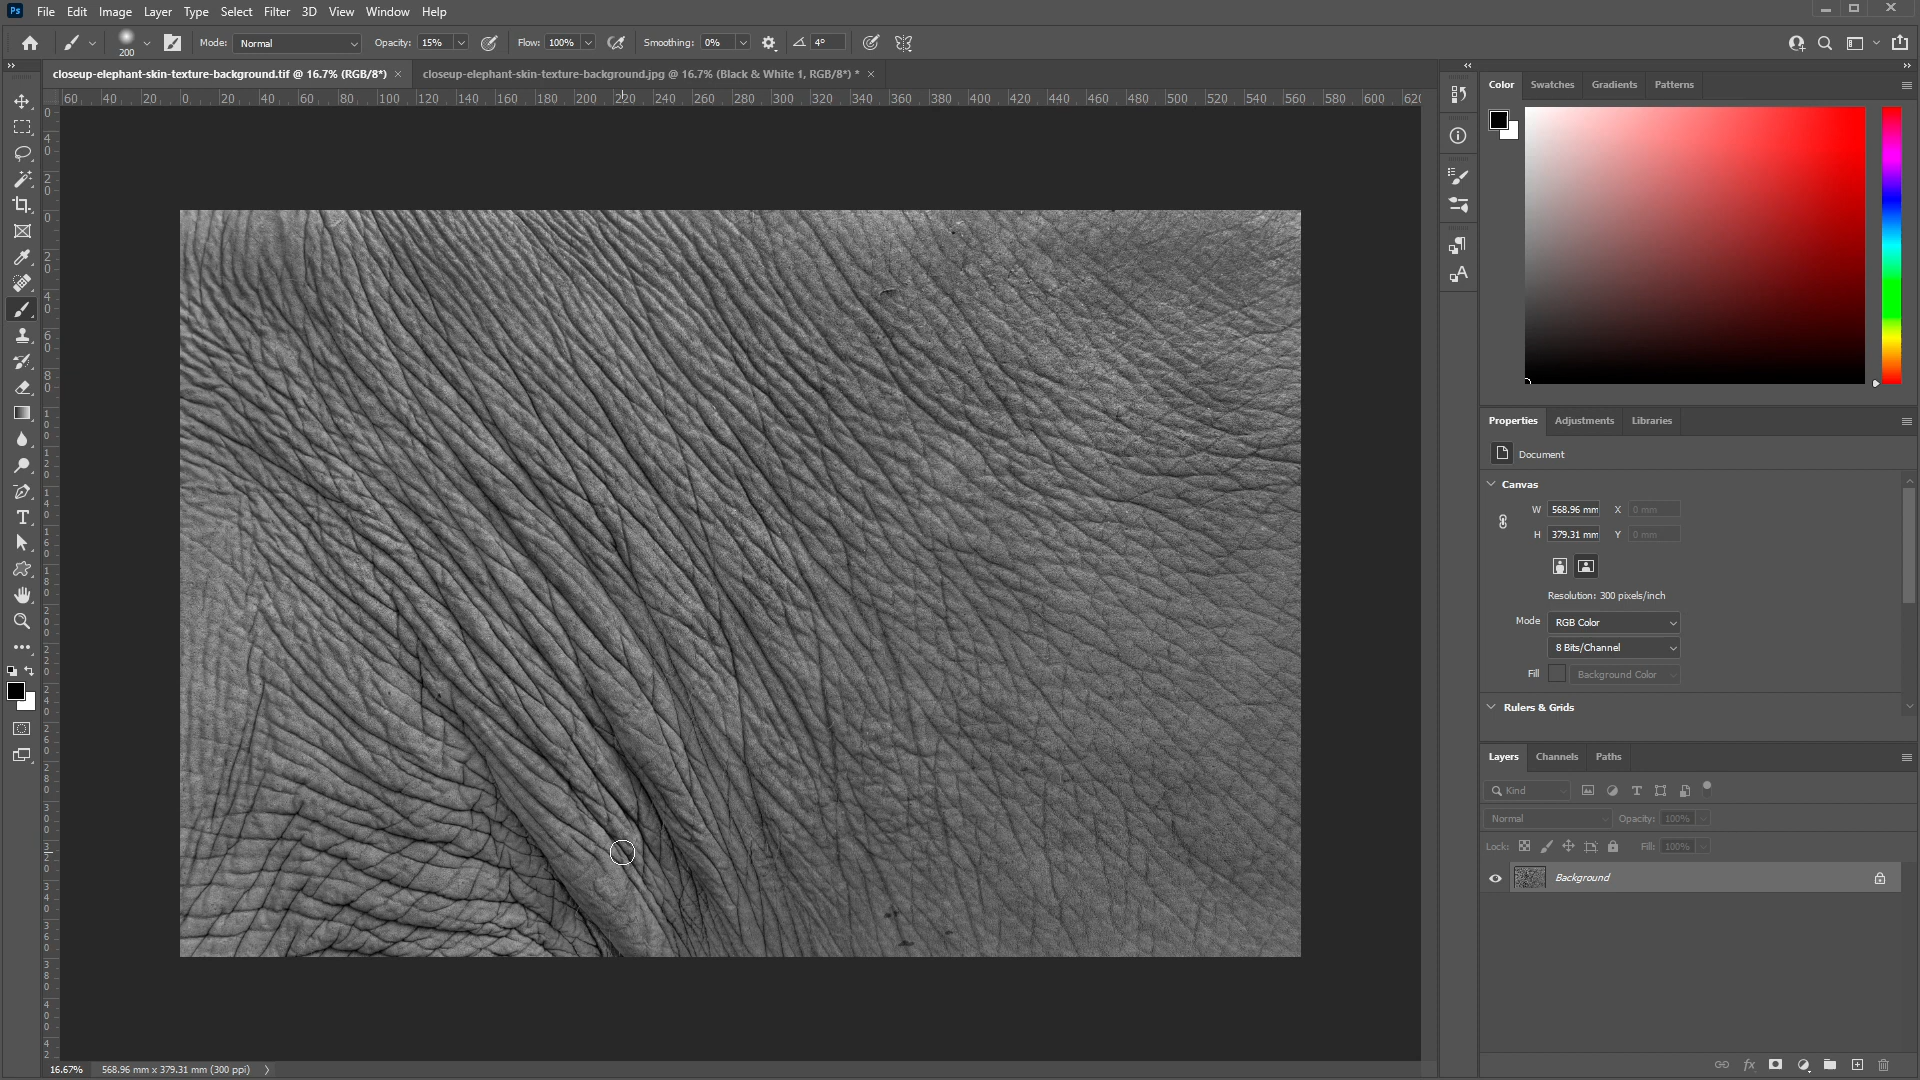 Ps File Edit Image Layer Type Select Filter 3D View Window Help
200 Mode: Normal Opacity: 15% Flow: 100% Smoothing: 0% 4°
closeup-elephant-skin-texture-background.tif @ 16.7% (RGB/8*) × closeup-elephant-skin-texture-background.jpg @ 16.7% (Black & White 1, RGB/8*) * ×
60 40 20 0 20 40 60 80 100 120 140 160 180 200 220 240 260 280 300 320 340 360 380 400 420 440 460 480 500 520 540 560 580 600 620
Color Swatches Gradients Patterns
Properties Adjustments Libraries
Document
Canvas
W 568.96 mm X 0 mm
H 379.31 mm Y 0 mm
Resolution: 300 pixels/inch
Mode RGB Color
8 Bits/Channel
Fill Background Color
Rulers & Grids
Layers Channels Paths
Kind
Normal Opacity: 100%
Lock: Fill: 100%
Background
16.67% 568.96 mm x 379.31 mm (300 ppi)